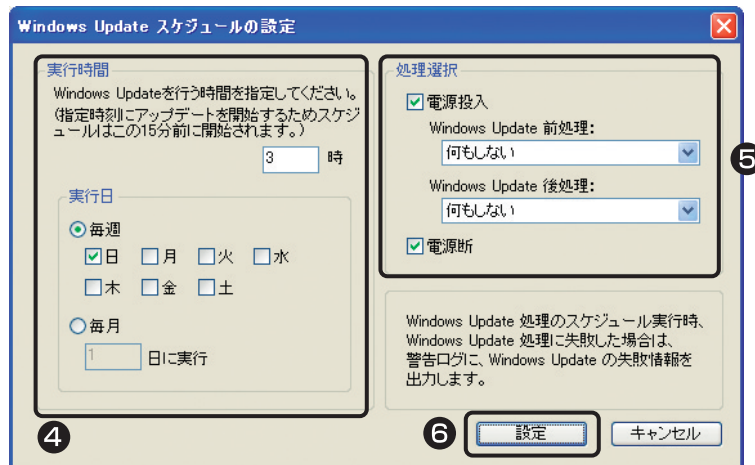 Windows Update スケジュールの設定
実行時間
Windows Updateを行う時間を指定してください。
(指定時刻にアップデートを開始するためスケジ
ュールはこの15分前に開始されます。)
3 時
実行日
毎週
日 月 火 水
木 金 土
毎月
1 日に実行
4
処理選択
電源投入
Windows Update 前処理:
何もしない
Windows Update 後処理:
何もしない
電源断
5
Windows Update 処理のスケジュール実行時、
Windows Update 処理に失敗した場合は、
警告ログに、Windows Update の失敗情報を
出力します。
6 設定 キャンセル